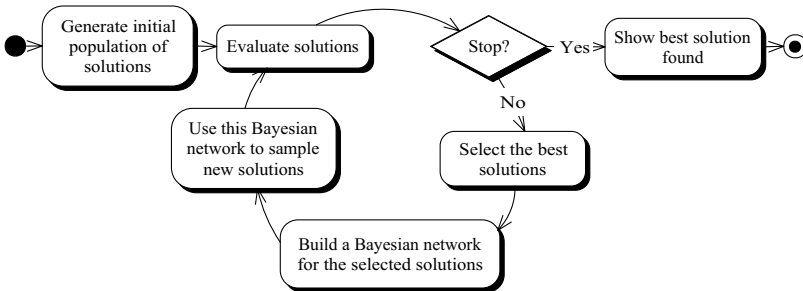 Generate initial
population of
solutions
Evaluate solutions
Stop?
Yes
Show best solution
found
No
Select the best
solutions
Build a Bayesian network
for the selected solutions
Use this Bayesian
network to sample
new solutions